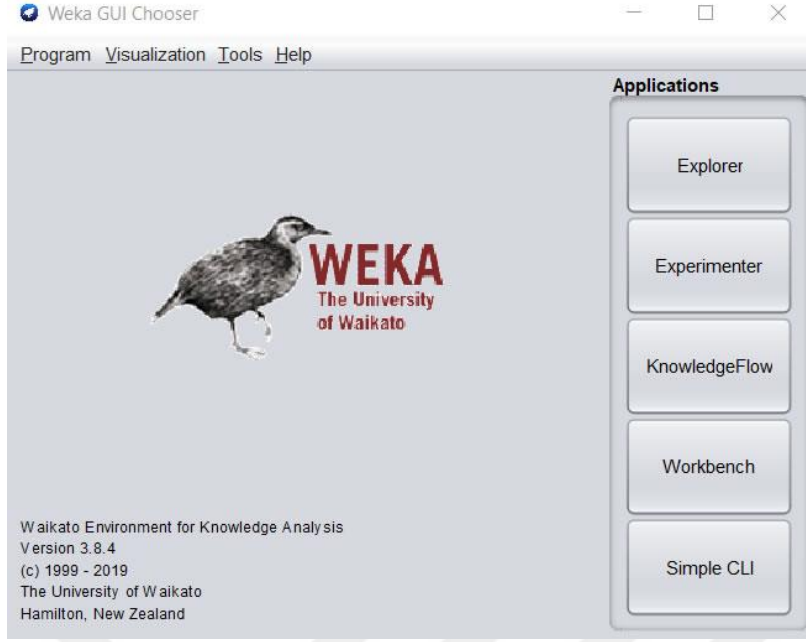 Weka GUI Chooser
Program Visualization Tools Help
Applications
Explorer
Experimenter
KnowledgeFlow
Workbench
Simple CLI
WEKA
The University
of Waikato
Waikato Environment for Knowledge Analysis
Version 3.8.4
(c) 1999 - 2019
The University of Waikato
Hamilton, New Zealand